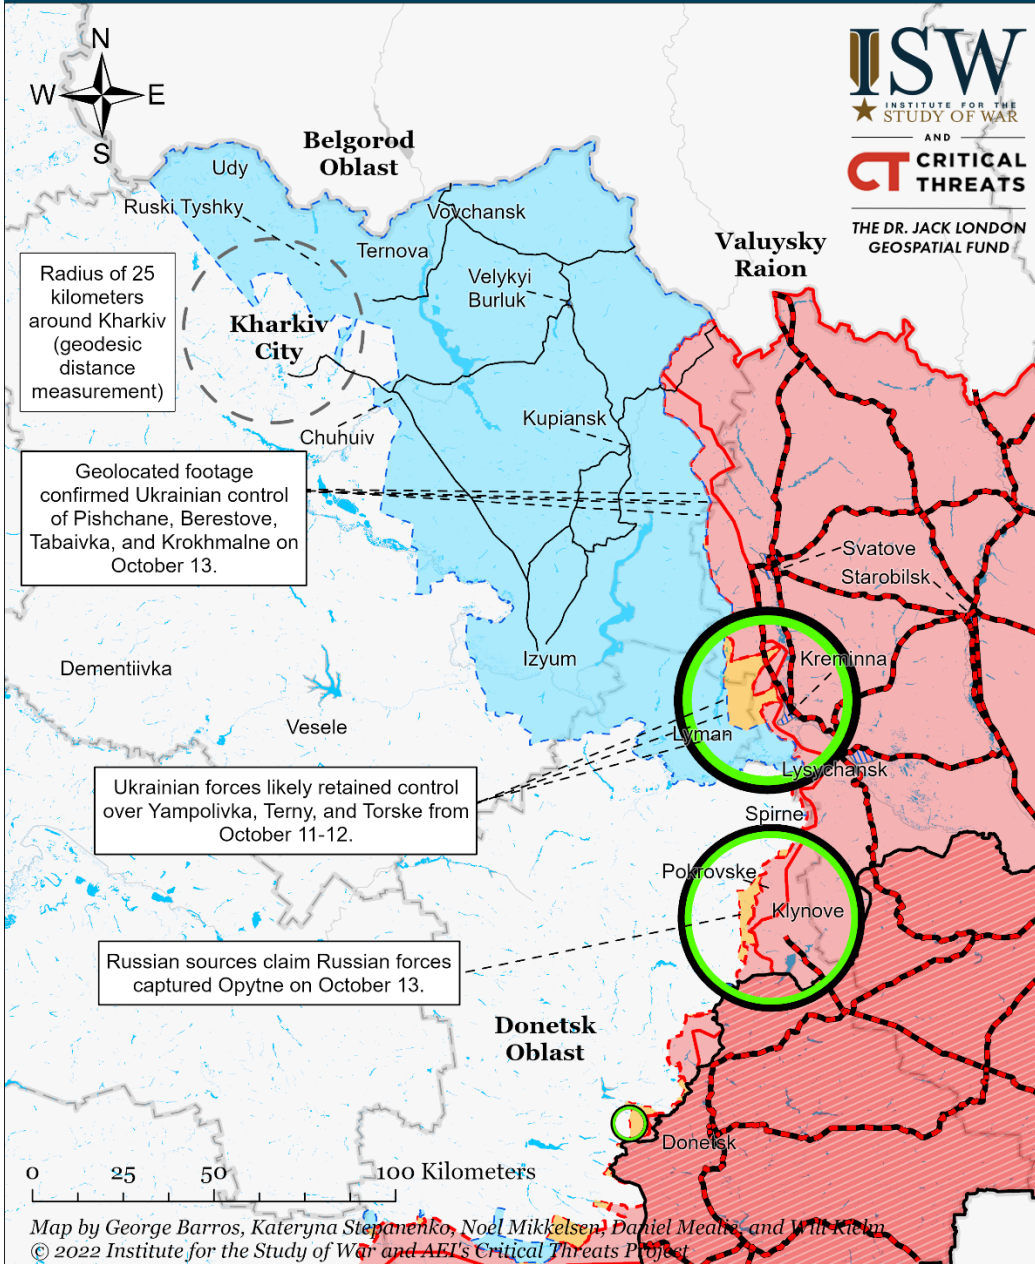 N
W E
S
ISW
INSTITUTE FOR THE
STUDY OF WAR
AND
CT CRITICAL
THREATS
THE DR. JACK LONDON
GEOSPATIAL FUND
Belgorod
Oblast
Udy
Ruski Tyshky
Vovchansk
Ternova
Valuysky
Raion
Velykyi
Burluk
Radius of 25
kilometers
around Kharkiv
(geodesic
distance
measurement)
Kharkiv
City
Chuhuiv
Kupiansk
Geolocated footage
confirmed Ukrainian control
of Pishchane, Berestove,
Tabaivka, and Krokhmalne on
October 13.
Svatove
Starobilsk
Izyum
Kreminna
Dementiivka
Vesele
Lyman
Lysychansk
Ukrainian forces likely retained control
over Yampolivka, Terny, and Torske from
October 11-12.
Spirne
Pokrovske
Klynove
Russian sources claim Russian forces
captured Opytne on October 13.
Donetsk
Oblast
Donetsk
0 25 50 100 Kilometers
Map by George Barros, Kateryna Stepanenko, Noel Mikkelsen, Daniel Mealie, and Will Kielm
© 2022 Institute for the Study of War and AEI's Critical Threats Project